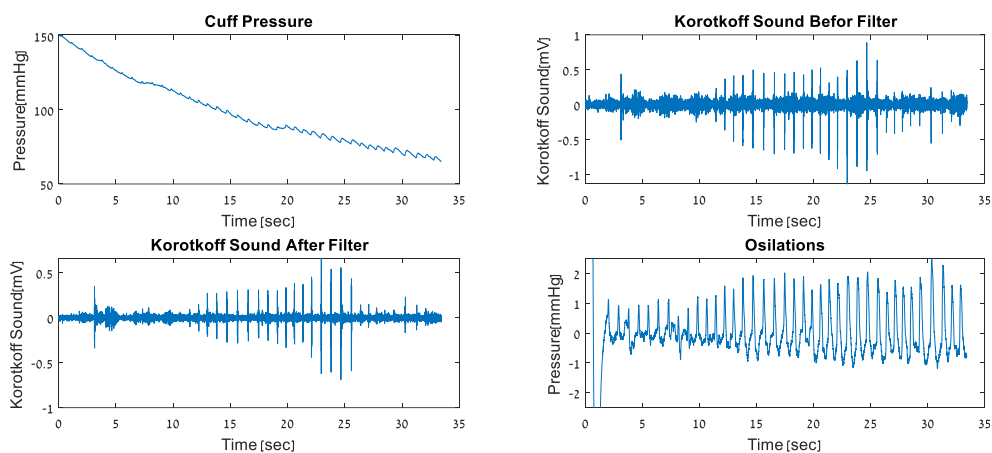 Cuff Pressure
Pressure[mmHg]
150
100
50
0 5 10 15 20 25 30 35
Time [sec]
Korotkoff Sound Befor Filter
Korotkoff Sound[mV]
1
0.5
0
-0.5
-1
0 5 10 15 20 25 30 35
Time [sec]
Korotkoff Sound After Filter
Korotkoff Sound[mV]
0.5
0
-0.5
-1
0 5 10 15 20 25 30 35
Time [sec]
Osilations
Pressure[mmHg]
2
1
0
-1
-2
0 5 10 15 20 25 30 35
Time [sec]